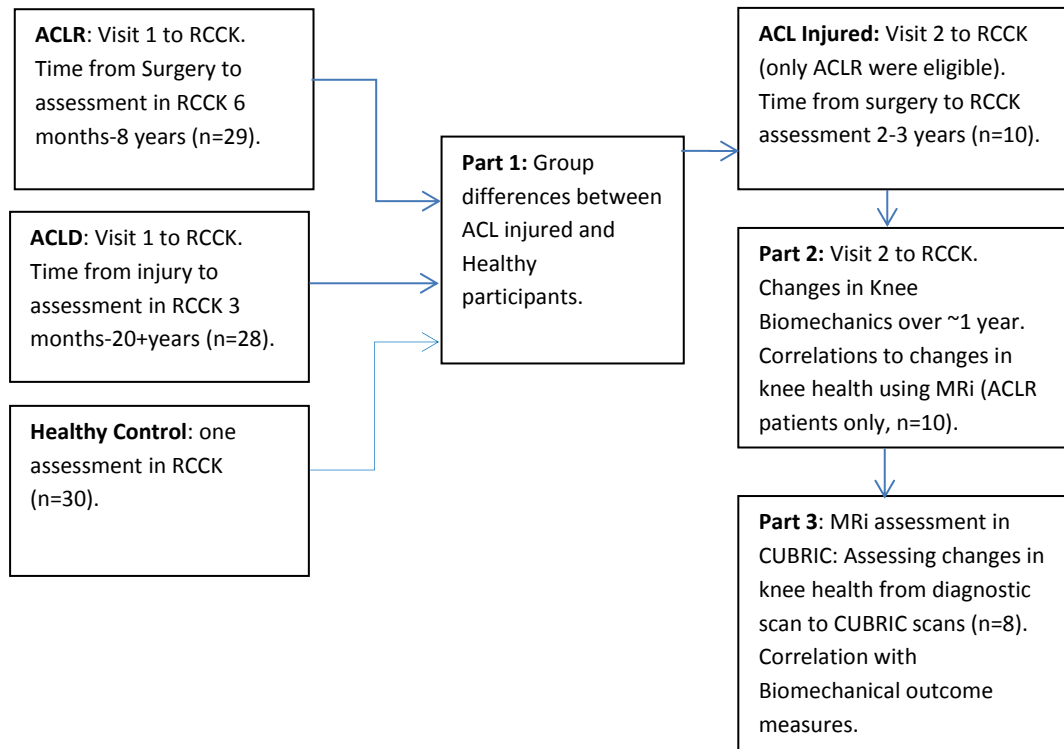 ACLR: Visit 1 to RCCK.
Time from Surgery to
assessment in RCCK 6
months-8 years (n=29).
ACLD: Visit 1 to RCCK.
Time from injury to
assessment in RCCK 3
months-20+years (n=28).
Healthy Control: one
assessment in RCCK
(n=30).
Part 1: Group
differences between
ACL injured and
Healthy
participants.
ACL Injured: Visit 2 to RCCK
(only ACLR were eligible).
Time from surgery to RCCK
assessment 2-3 years (n=10).
Part 2: Visit 2 to RCCK.
Changes in Knee
Biomechanics over ~1 year.
Correlations to changes in
knee health using MRi (ACLR
patients only, n=10).
Part 3: MRi assessment in
CUBRIC: Assessing changes in
knee health from diagnostic
scan to CUBRIC scans (n=8).
Correlation with
Biomechanical outcome
measures.